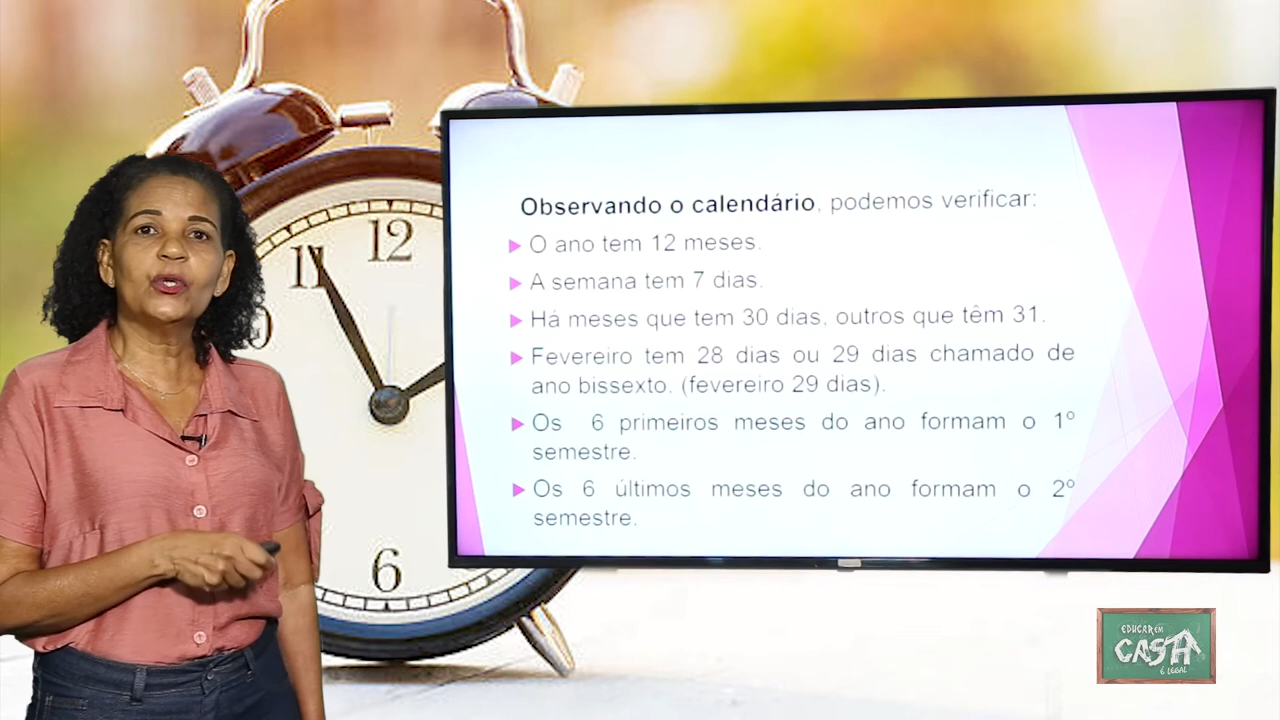 12
11
6
Observando o calendário, podemos verificar:
O ano tem 12 meses.
A semana tem 7 dias.
Há meses que tem 30 dias, outros que têm 31.
Fevereiro tem 28 dias ou 29 dias chamado de
ano bissexto. (fevereiro 29 dias).
Os 6 primeiros meses do ano formam o 1º
semestre.
Os 6 últimos meses do ano formam o 2º
semestre.
EDUCAR EM
CASA
É LEGAL